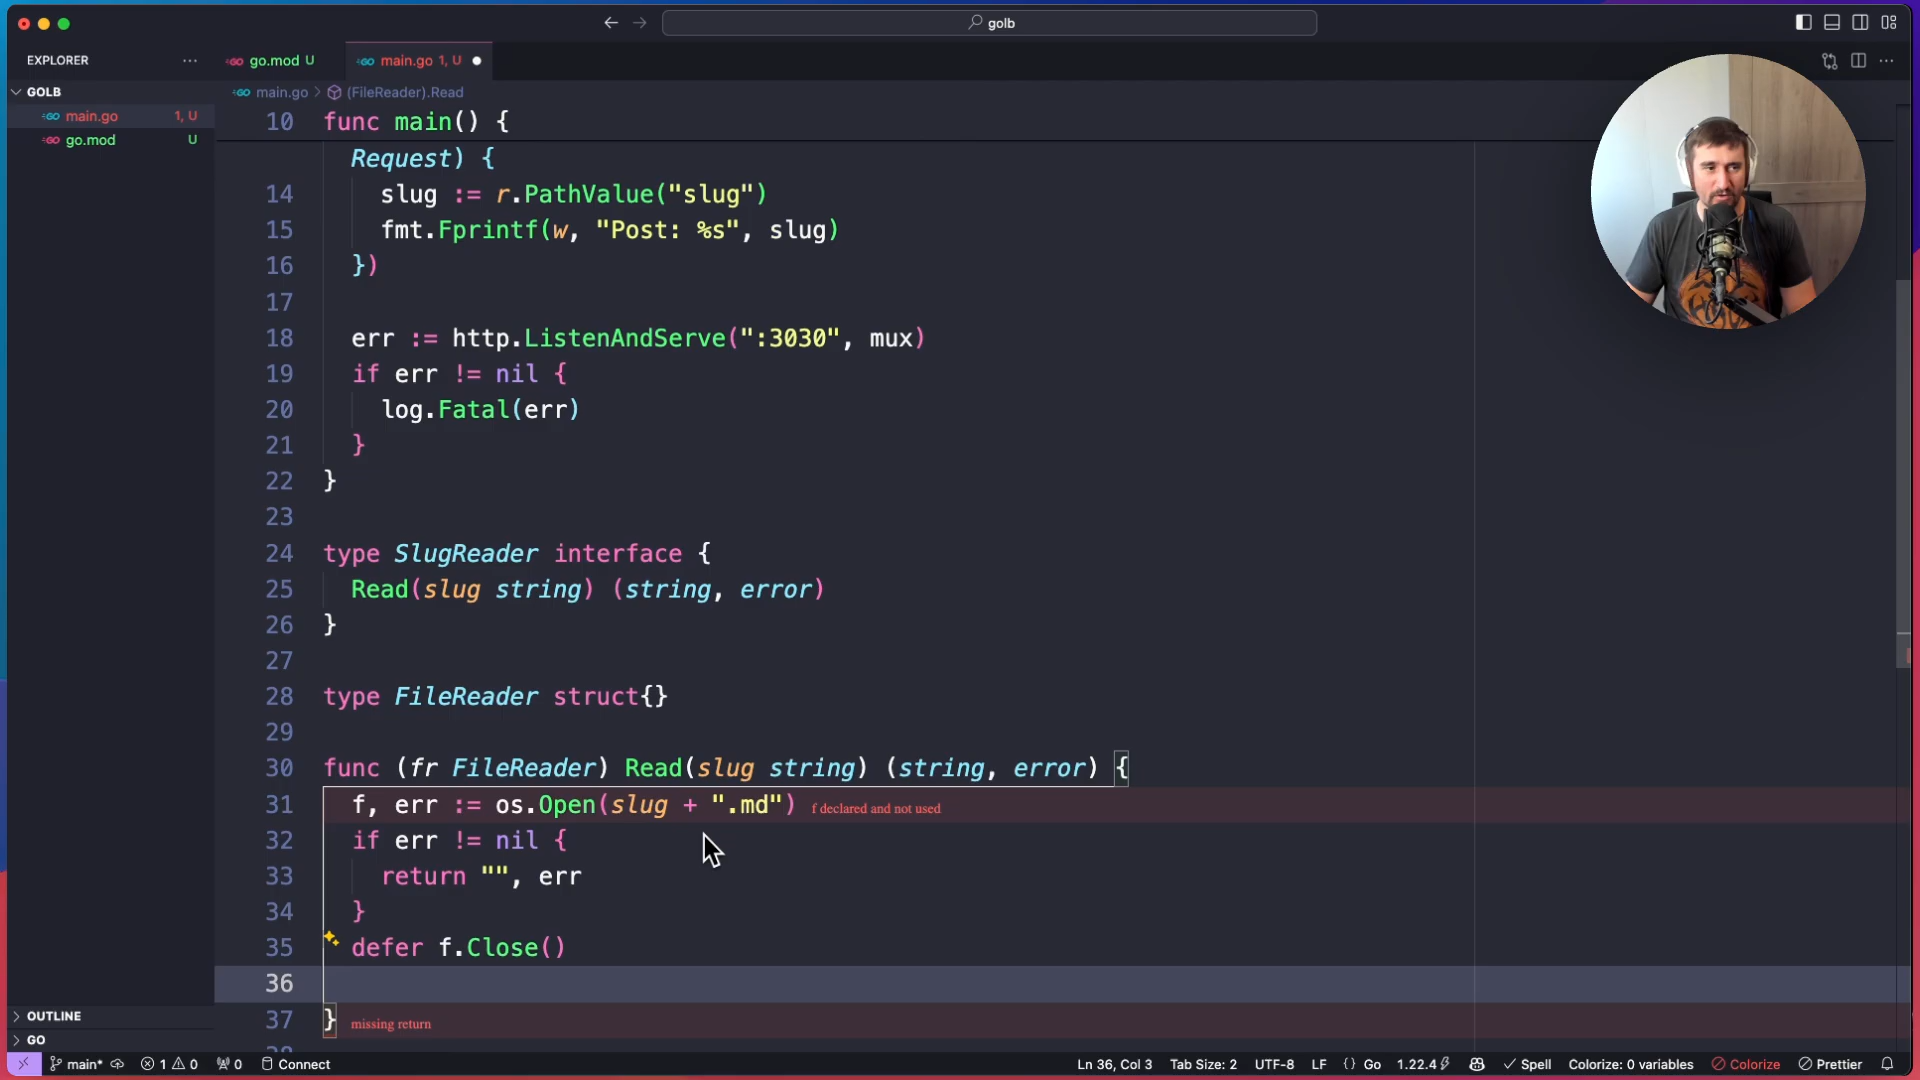 golb
EXPLORER
go.mod U
main.go 1, U
GOLB
main.go 1, U
go.mod U
main.go > (FileReader).Read
10 func main() {
Request) {
14 slug := r.PathValue("slug")
15 fmt.Fprintf(w, "Post: %s", slug)
16 })
17
18 err := http.ListenAndServe(":3030", mux)
19 if err != nil {
20 log.Fatal(err)
21 }
22 }
23
24 type SlugReader interface {
25 Read(slug string) (string, error)
26 }
27
28 type FileReader struct{}
29
30 func (fr FileReader) Read(slug string) (string, error) {
31 f, err := os.Open(slug + ".md") f declared and not used
32 if err != nil {
33 return "", err
34 }
35 defer f.Close()
36
37 } missing return
OUTLINE
GO
main* 1 0 0 Connect
Ln 36, Col 3 Tab Size: 2 UTF-8 LF {} Go 1.22.4 Spell Colorize: 0 variables Colorize Prettier